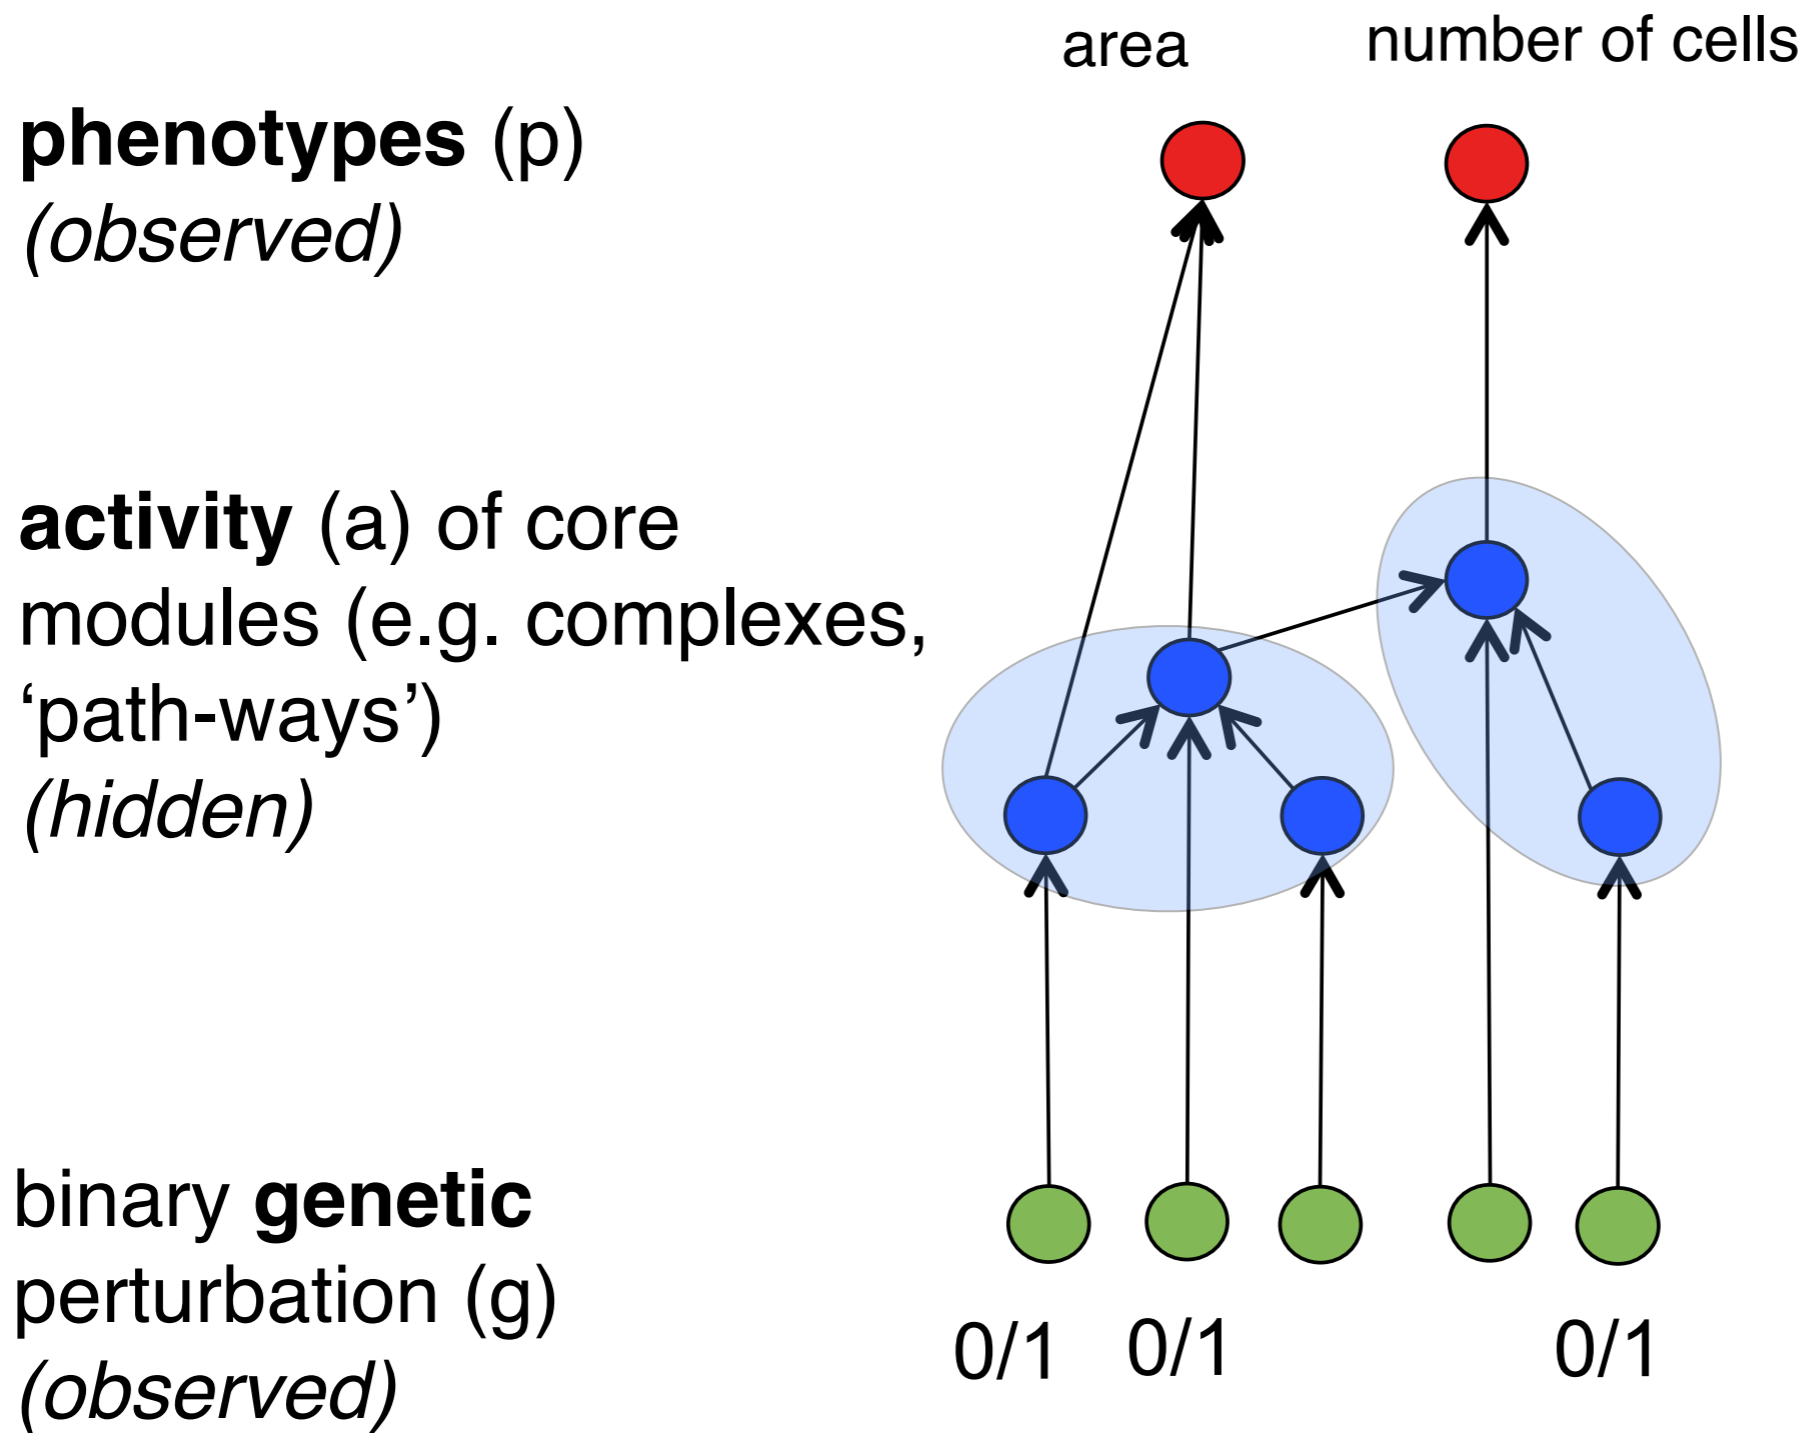 area
number of cells
phenotypes (p)
(observed)
activity (a) of core
modules (e.g. complexes,
‘path-ways’)
(hidden)
binary genetic
perturbation (g)
(observed)
0/1
0/1
0/1